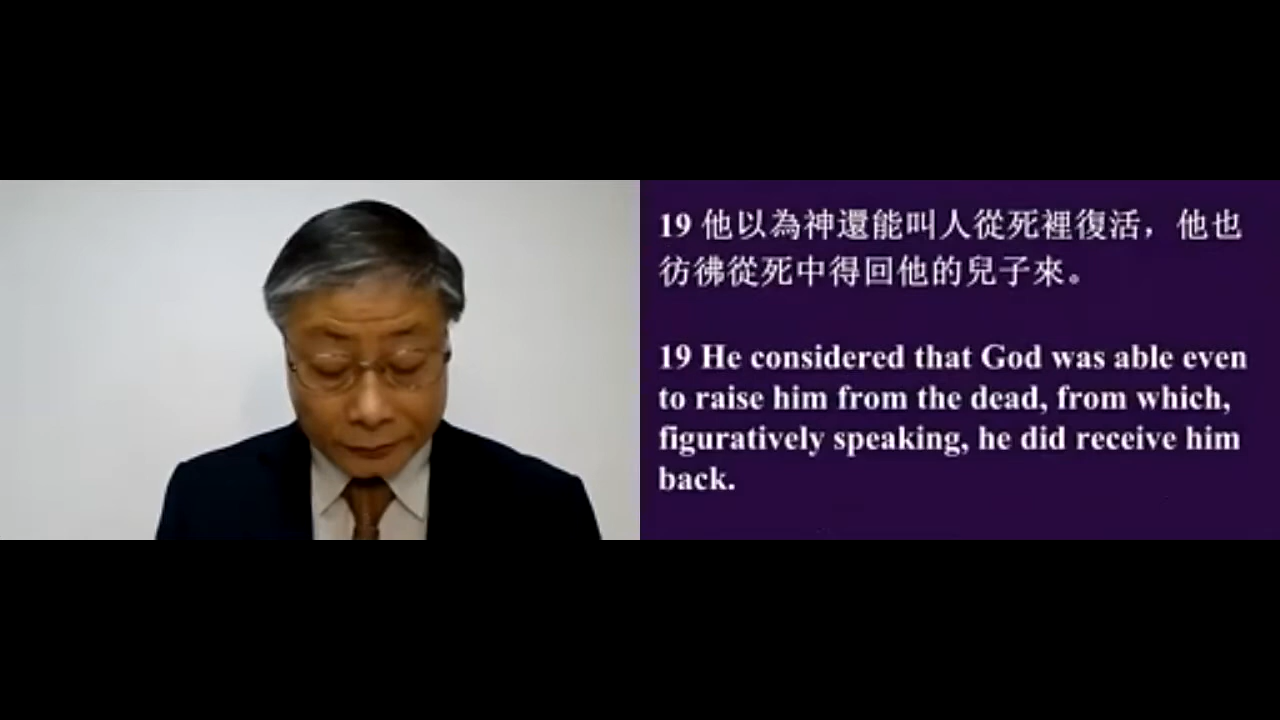 19 他以為神還能叫人從死裡復活，他也
彷彿從死中得回他的兒子來。
19 He considered that God was able even
to raise him from the dead, from which,
figuratively speaking, he did receive him
back.